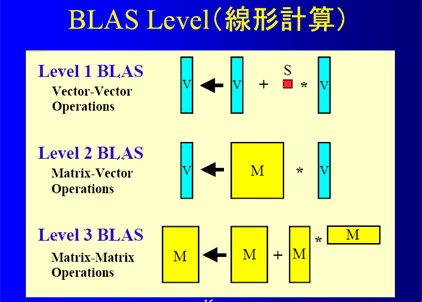 BLAS Level（線形計算）
Level 1 BLAS
Vector-Vector
Operations
V V + S * V
Level 2 BLAS
Matrix-Vector
Operations
V M * V
Level 3 BLAS
Matrix-Matrix
Operations
M M + M * M